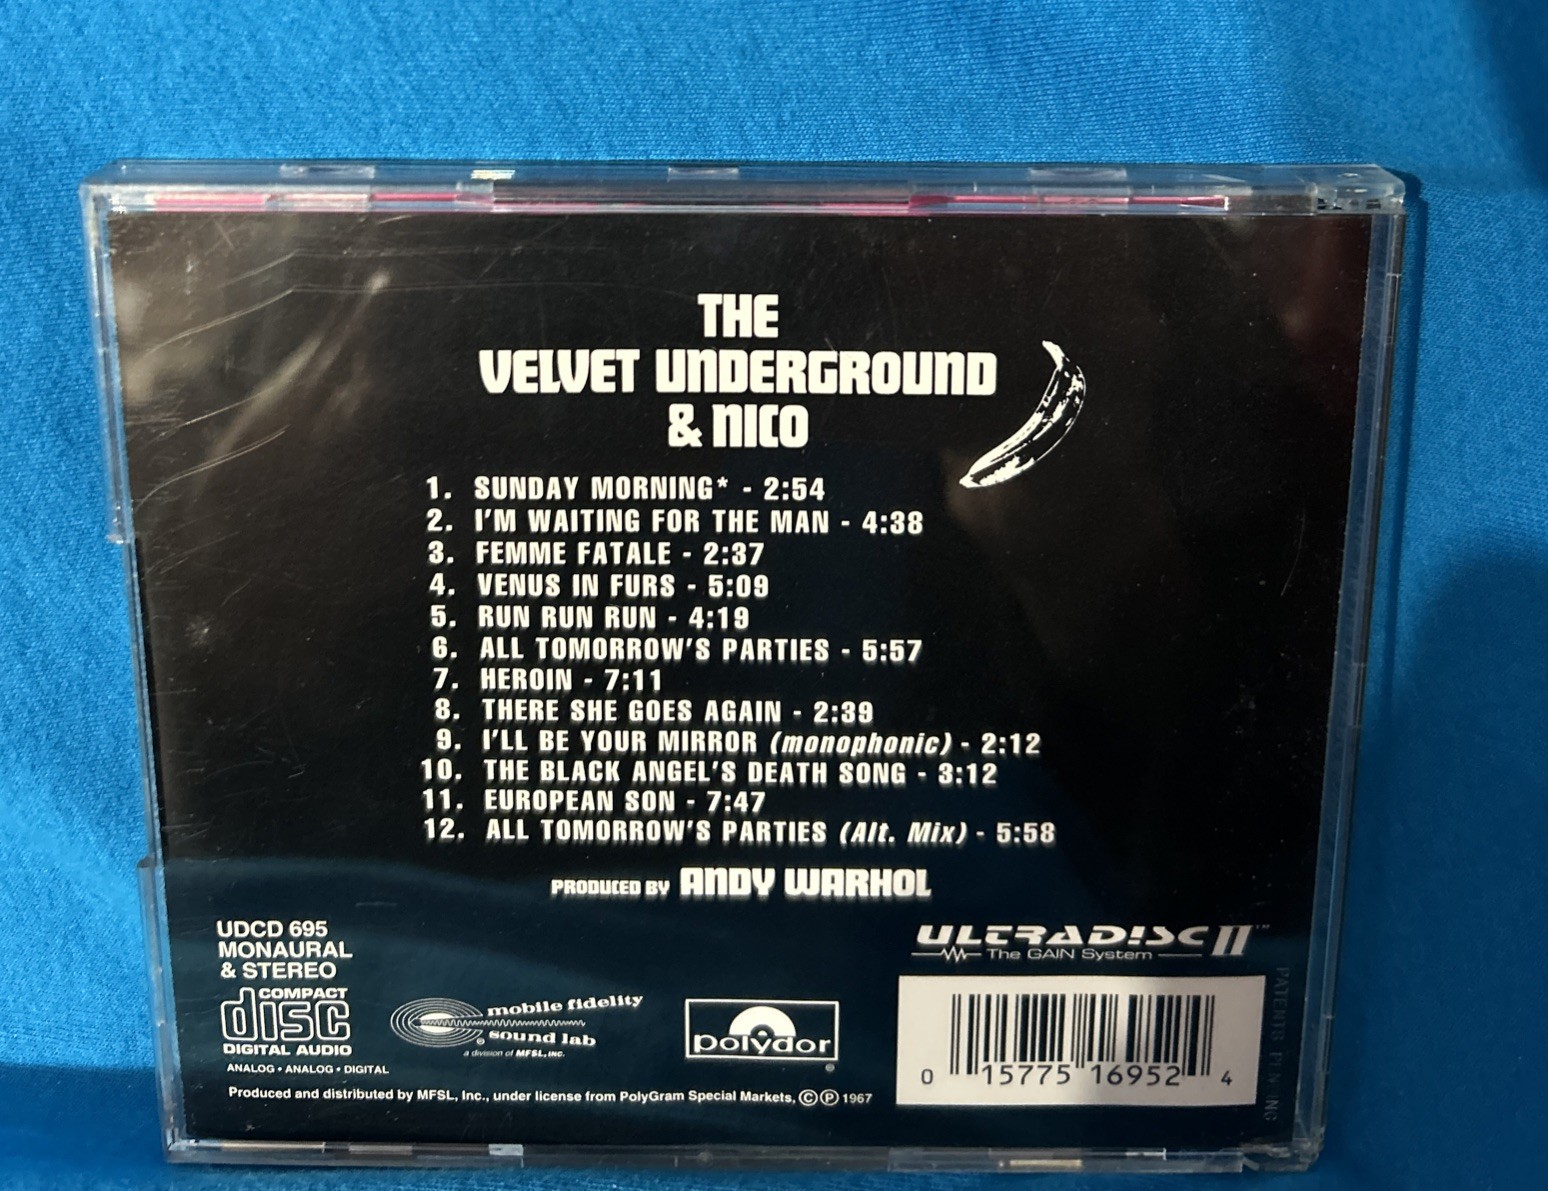 THE
VELVET UNDERGROUND
& NICO
1. SUNDAY MORNING* - 2:54
2. I'M WAITING FOR THE MAN - 4:38
3. FEMME FATALE - 2:37
4. VENUS IN FURS - 5:09
5. RUN RUN RUN - 4:19
6. ALL TOMORROW'S PARTIES - 5:57
7. HEROIN - 7:11
8. THERE SHE GOES AGAIN - 2:39
9. I'LL BE YOUR MIRROR (monophonic) - 2:12
10. THE BLACK ANGEL'S DEATH SONG - 3:12
11. EUROPEAN SON - 7:47
12. ALL TOMORROW'S PARTIES (Alt. Mix) - 5:58
PRODUCED BY ANDY WARHOL
UDCD 695
MONAURAL
& STEREO
COMPACT
disc
DIGITAL AUDIO
ANALOG • ANALOG • DIGITAL
mobile fidelity
® sound lab
a division of MFSL, INC.
polydor
®
ULTRADISC II™
The GAIN System
0 15775 16952 4
PATENTS PENDING
Produced and distributed by MFSL, Inc., under license from PolyGram Special Markets, ©℗ 1967